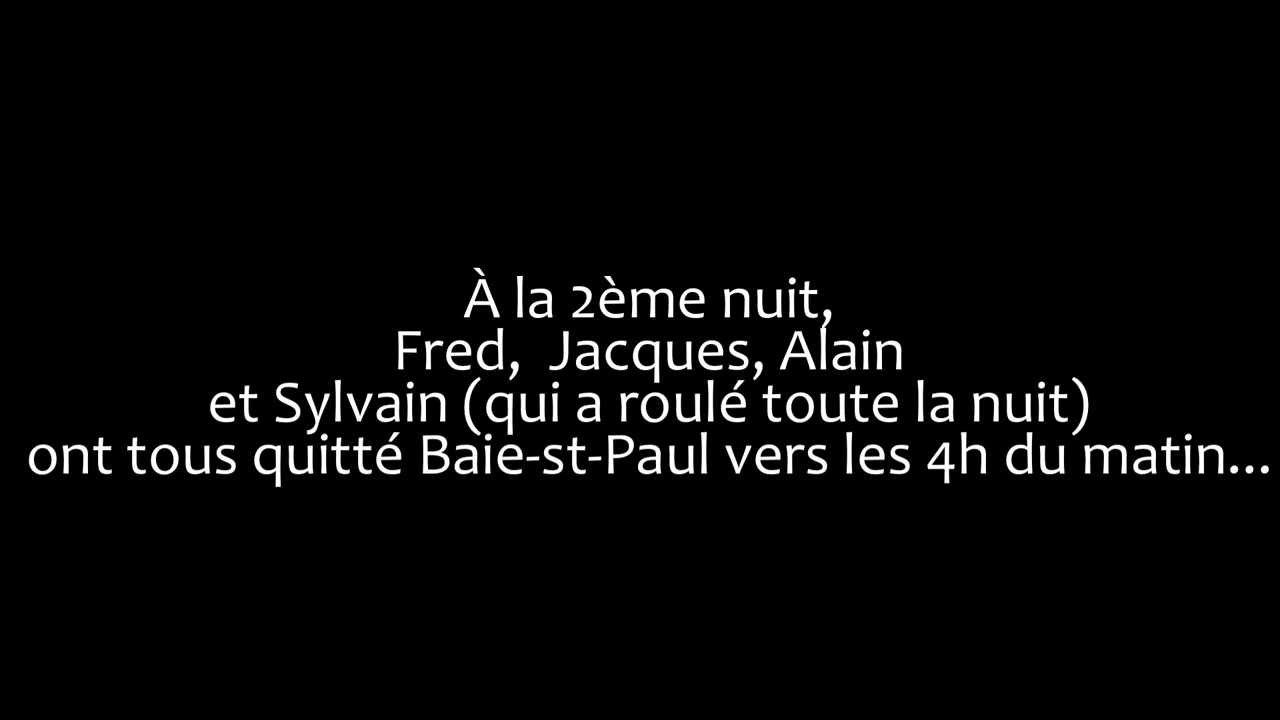 À la 2ème nuit,
Fred,  Jacques, Alain
et Sylvain (qui a roulé toute la nuit)
ont tous quitté Baie-st-Paul vers les 4h du matin...